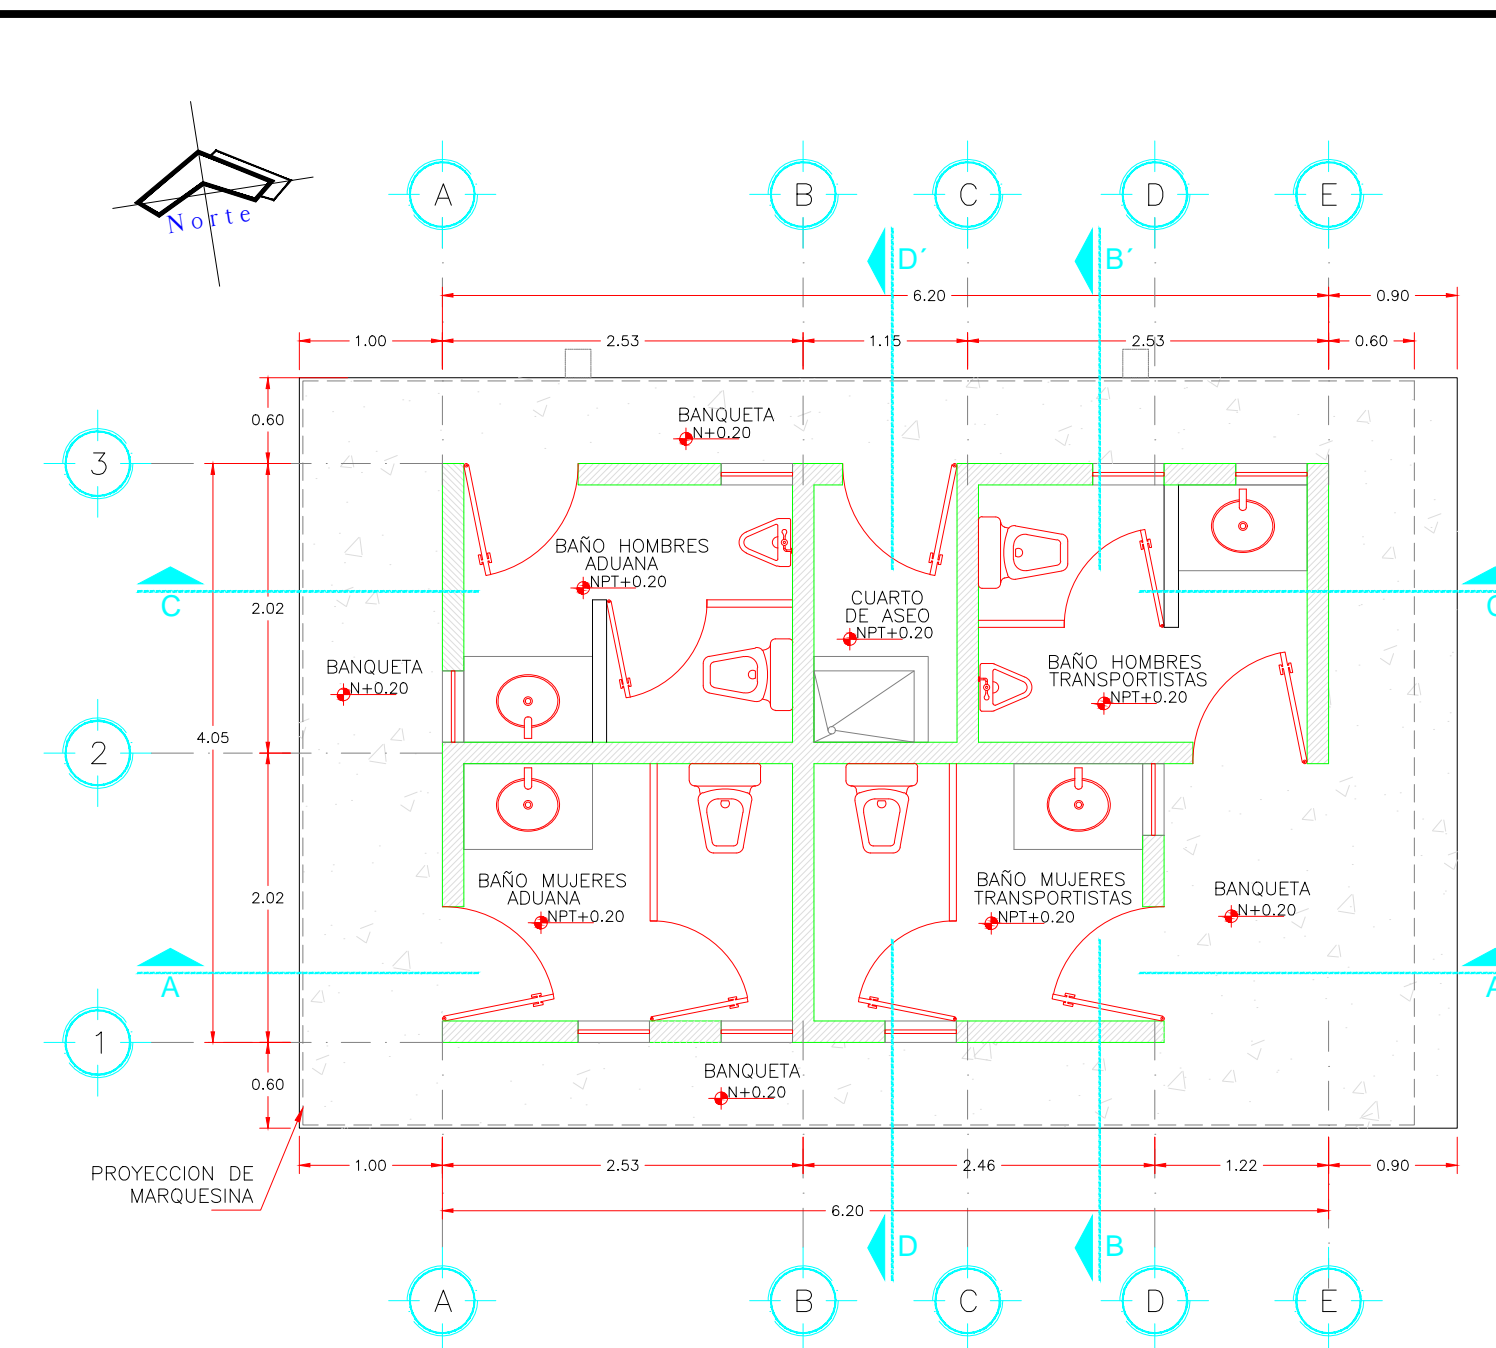 Norte
A
B
C
D
E
D´
B´
6.20
0.90
1.00
2.53
1.15
2.53
0.60
0.60
BANQUETA
N+0.20
3
BAÑO HOMBRES
ADUANA
NPT+0.20
CUARTO
DE ASEO
NPT+0.20
C
2.02
BANQUETA
N+0.20
BAÑO HOMBRES
TRANSPORTISTAS
NPT+0.20
4.05
2
BAÑO MUJERES
ADUANA
NPT+0.20
BAÑO MUJERES
TRANSPORTISTAS
NPT+0.20
BANQUETA
N+0.20
2.02
A
1
BANQUETA
N+0.20
0.60
PROYECCION DE
MARQUESINA
1.00
2.53
2.46
1.22
0.90
6.20
D
B
A
B
C
D
E